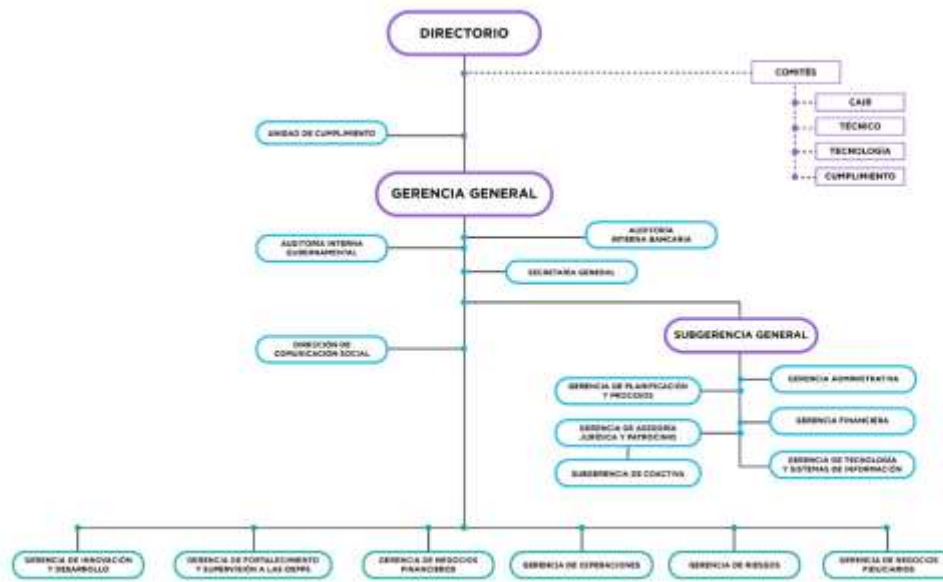 DIRECTORIO
COMITÉS
CAIR
TÉCNICO
TECNOLOGÍA
CUMPLIMIENTO
UNIDAD DE CUMPLIMIENTO
GERENCIA GENERAL
AUDITORÍA
INTERNA BANCARIA
AUDITORÍA INTERNA
GUBERNAMENTAL
SECRETARÍA GENERAL
SUBGERENCIA GENERAL
DIRECCIÓN DE
COMUNICACIÓN SOCIAL
GERENCIA DE PLANIFICACIÓN
Y PROCESOS
GERENCIA ADMINISTRATIVA
GERENCIA DE ASESORÍA
JURÍDICA Y PATROCINIO
GERENCIA FINANCIERA
SUBGERENCIA DE COACTIVA
GERENCIA DE TECNOLOGÍA
Y SISTEMAS DE INFORMACIÓN
GERENCIA DE INNOVACIÓN
Y DESARROLLO
GERENCIA DE FORTALECIMIENTO
Y SUPERVISIÓN A LAS OEPPS
GERENCIA DE NEGOCIOS
FINANCIEROS
GERENCIA DE OPERACIONES
GERENCIA DE RIESGOS
GERENCIA DE NEGOCIOS
FIDUCIARIOS